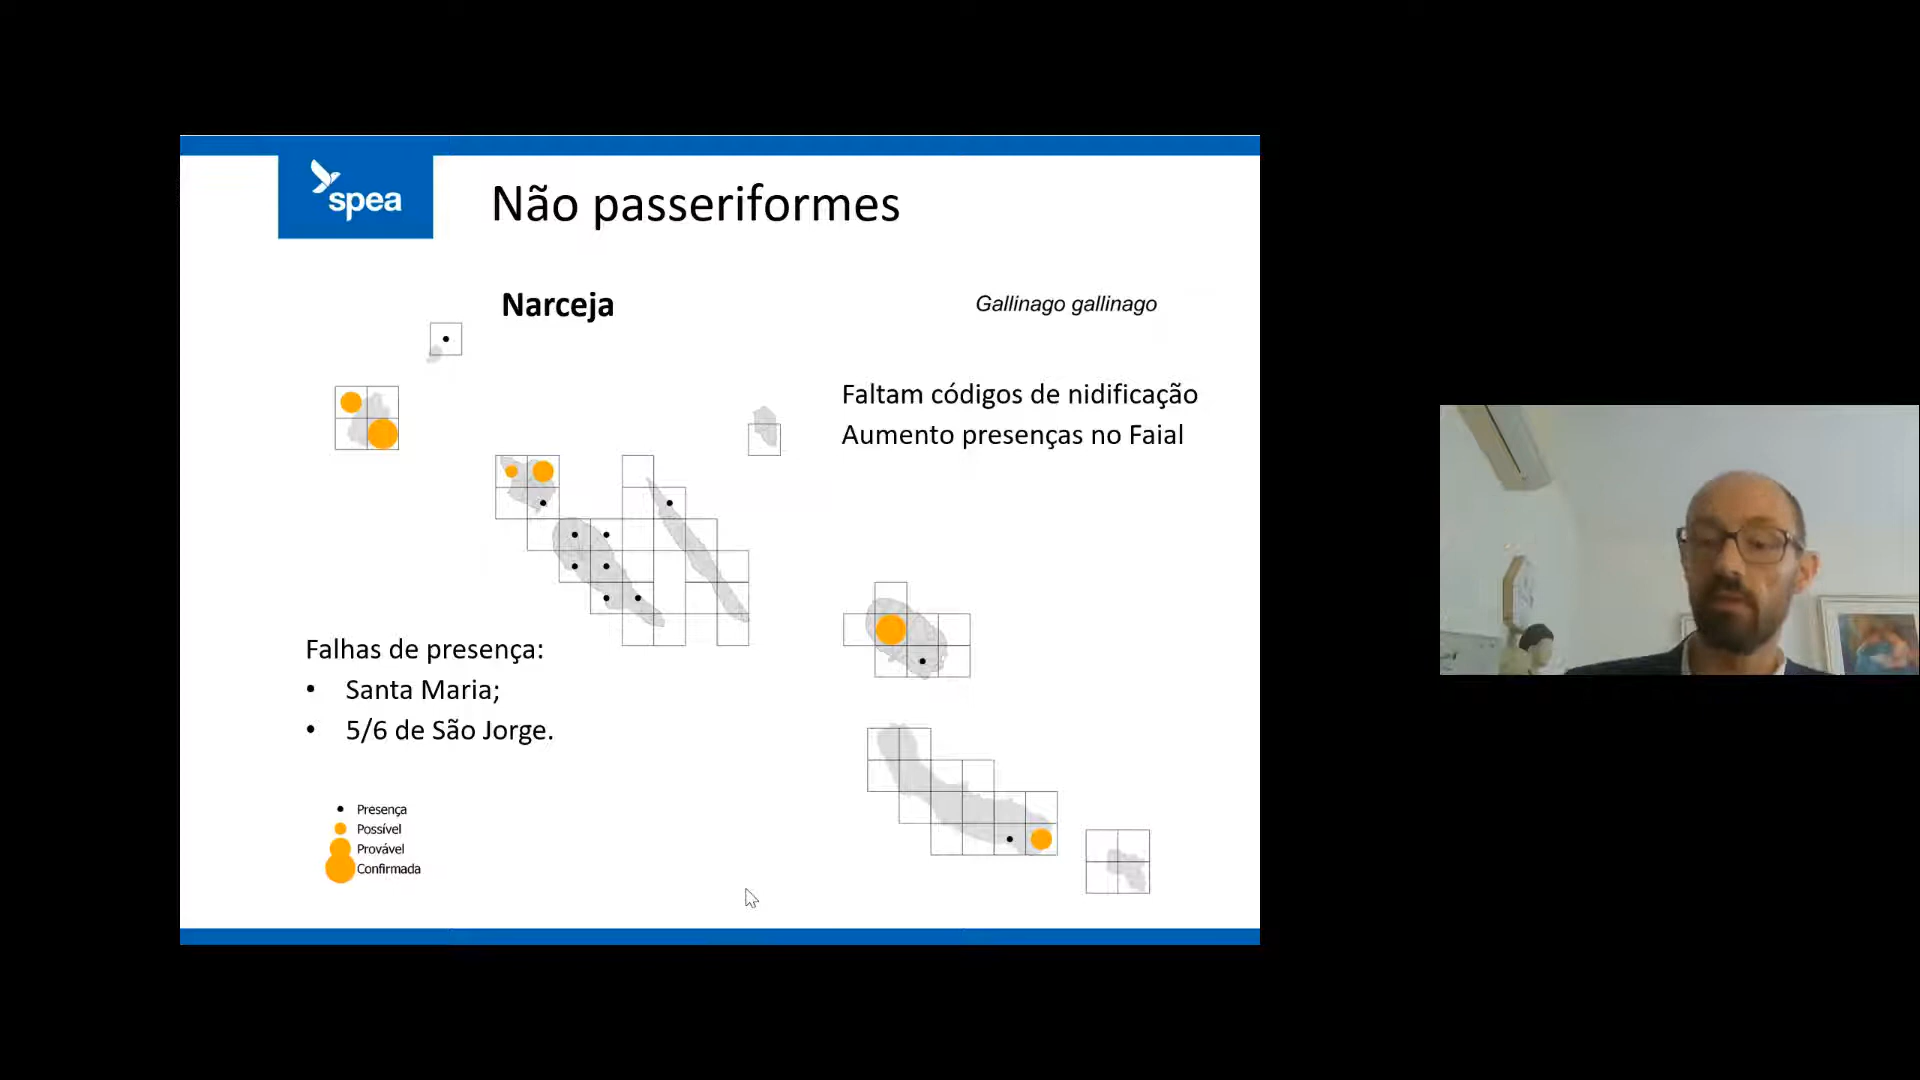 spea
Não passeriformes
Narceja
Gallinago gallinago
Faltam códigos de nidificação
Aumento presenças no Faial
Falhas de presença:
• Santa Maria;
• 5/6 de São Jorge.
Presença
Possível
Provável
Confirmada